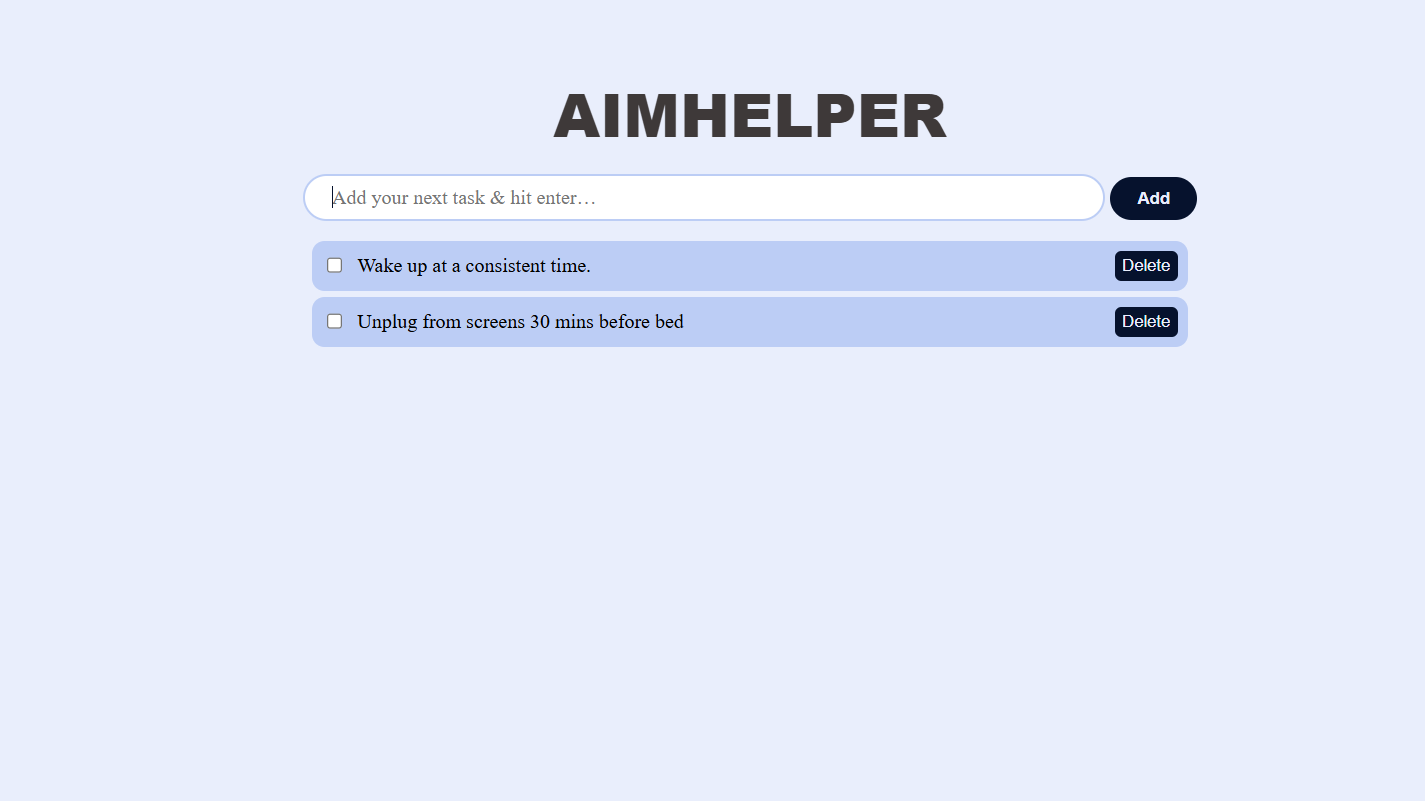 AIMHELPER
Add your next task & hit enter…
Add
Wake up at a consistent time.
Delete
Unplug from screens 30 mins before bed
Delete